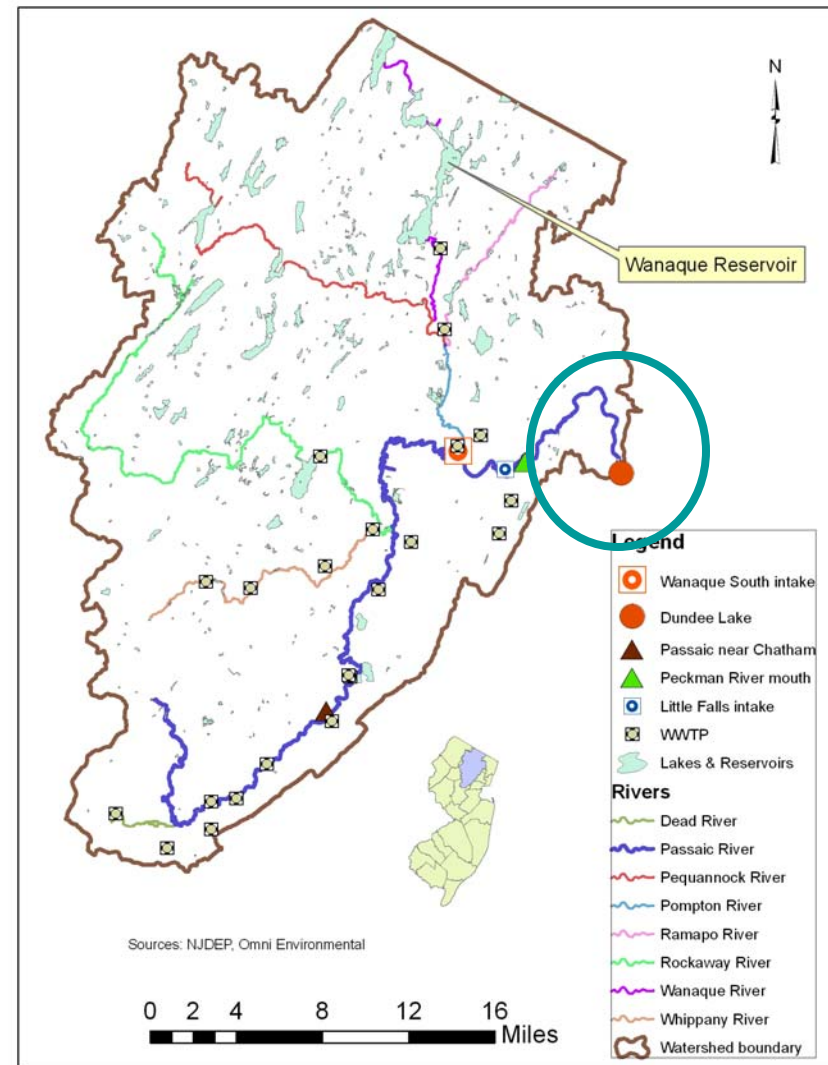 N
Wanaque Reservoir
Legend
Wanaque South intake
Dundee Lake
Passaic near Chatham
Peckman River mouth
Little Falls intake
WWTP
Lakes & Reservoirs
Rivers
Dead River
Passaic River
Pequannock River
Pompton River
Ramapo River
Rockaway River
Wanaque River
Whippany River
Watershed boundary
Sources: NJDEP, Omni Environmental
0 2 4 8 12 16
Miles